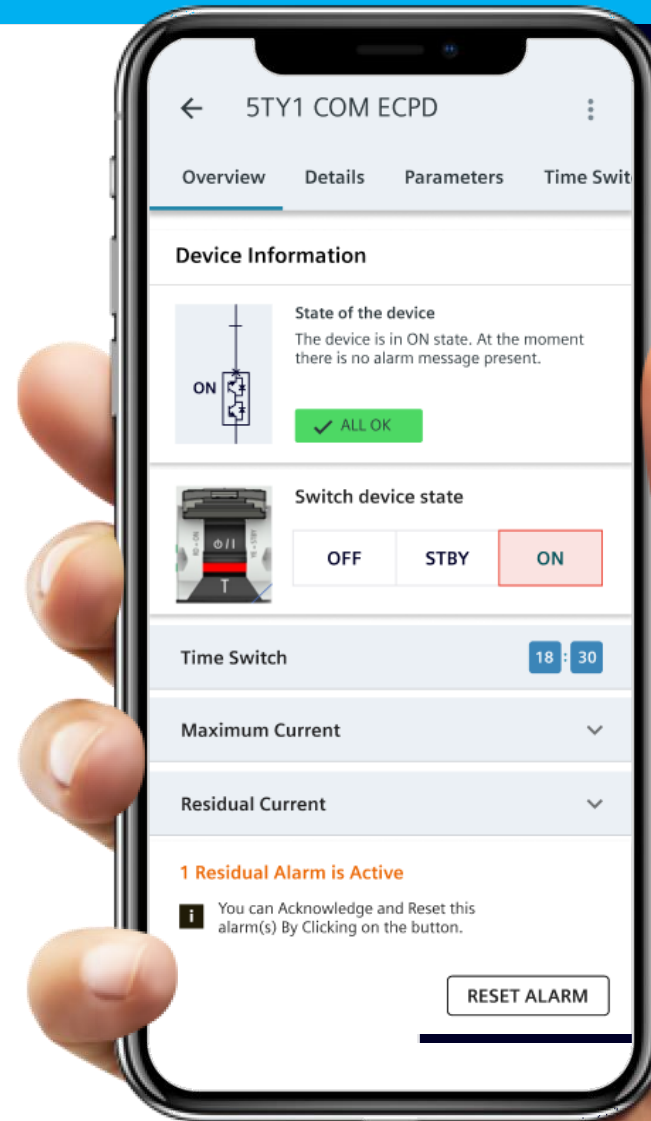 5TY1 COM ECPD
Overview Details Parameters Time Swit
Device Information
State of the device
The device is in ON state. At the moment
there is no alarm message present.
ON
ALL OK
Switch device state
OFF STBY ON
T
Time Switch 18 : 30
Maximum Current
Residual Current
1 Residual Alarm is Active
i You can Acknowledge and Reset this
alarm(s) By Clicking on the button.
RESET ALARM